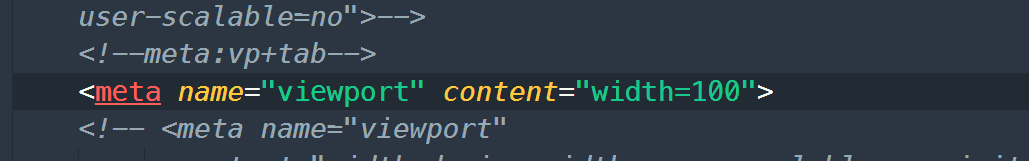 user-scalable=no">-->
<!--meta:vp+tab-->
<meta name="viewport" content="width=100">
<!-- <meta name="viewport"